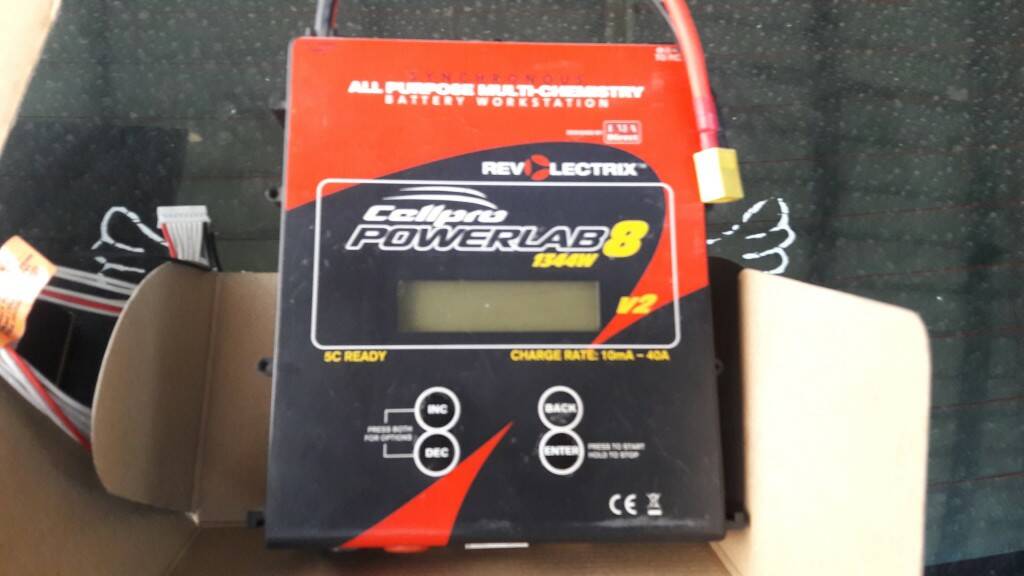 SYNCHRONOUS
ALL PURPOSE MULTI-CHEMISTRY
BATTERY WORKSTATION
REVOLECTRIX™
Cellpro
POWERLAB 8
1344W
V2
5C READY
CHARGE RATE: 10mA – 40A
INC
BACK
PRESS BOTH
FOR OPTIONS
DEC
ENTER
PRESS TO START
HOLD TO STOP
CE